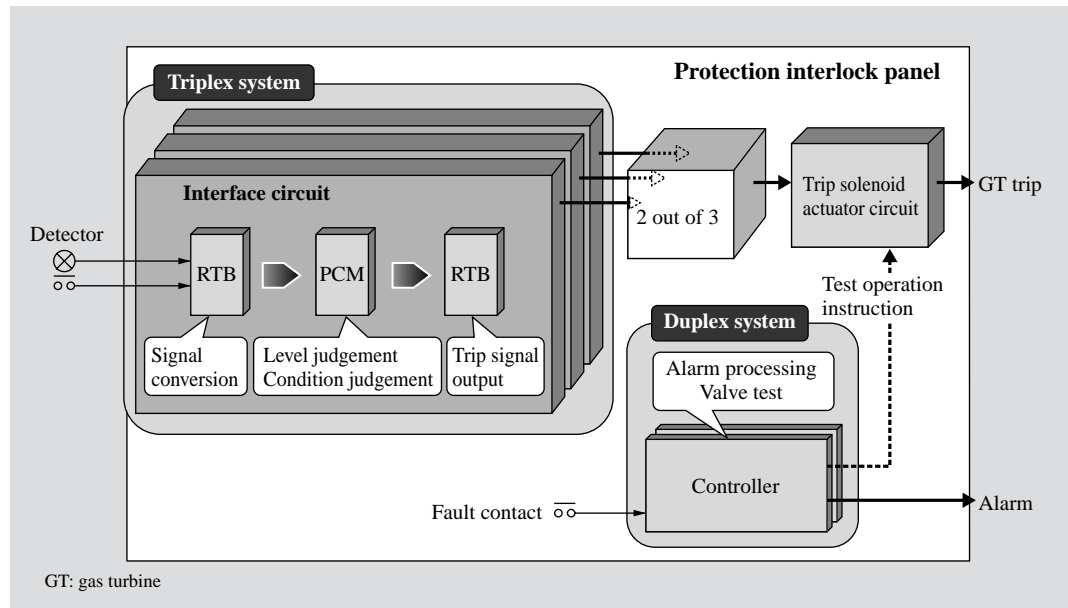 Protection interlock panel
Triplex system
Interface circuit
Detector
RTB
PCM
RTB
Signal
conversion
Level judgement
Condition judgement
Trip signal
output
2 out of 3
Trip solenoid
actuator circuit
GT trip
Test operation
instruction
Duplex system
Alarm processing
Valve test
Controller
Fault contact
Alarm
GT: gas turbine